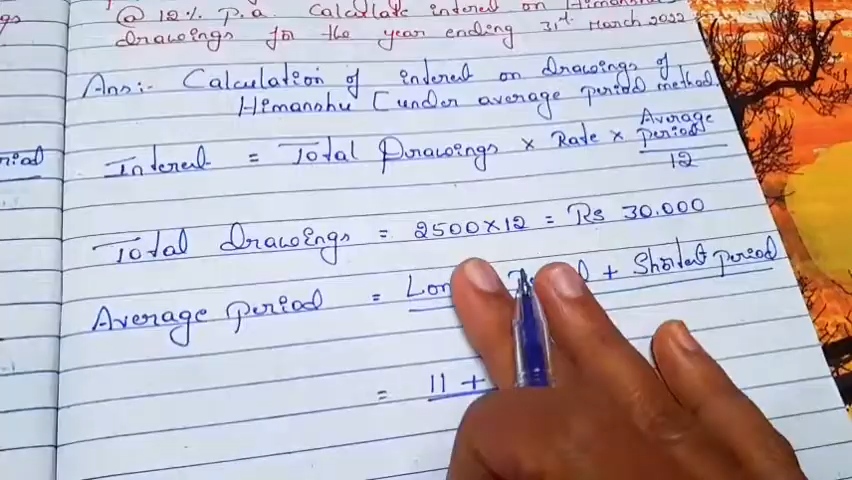 @ 12% P.a. Calculate interest on Himanshu
drawings for the year ending 31st March 2022
Ans:- Calculation of interest on drawings of
Himanshu [under average period method.
Interest = Total Drawings × Rate × Average Period / 12
Total drawings = 2500×12 = Rs 30.000
Average Period = + Shortest period
= 11 +